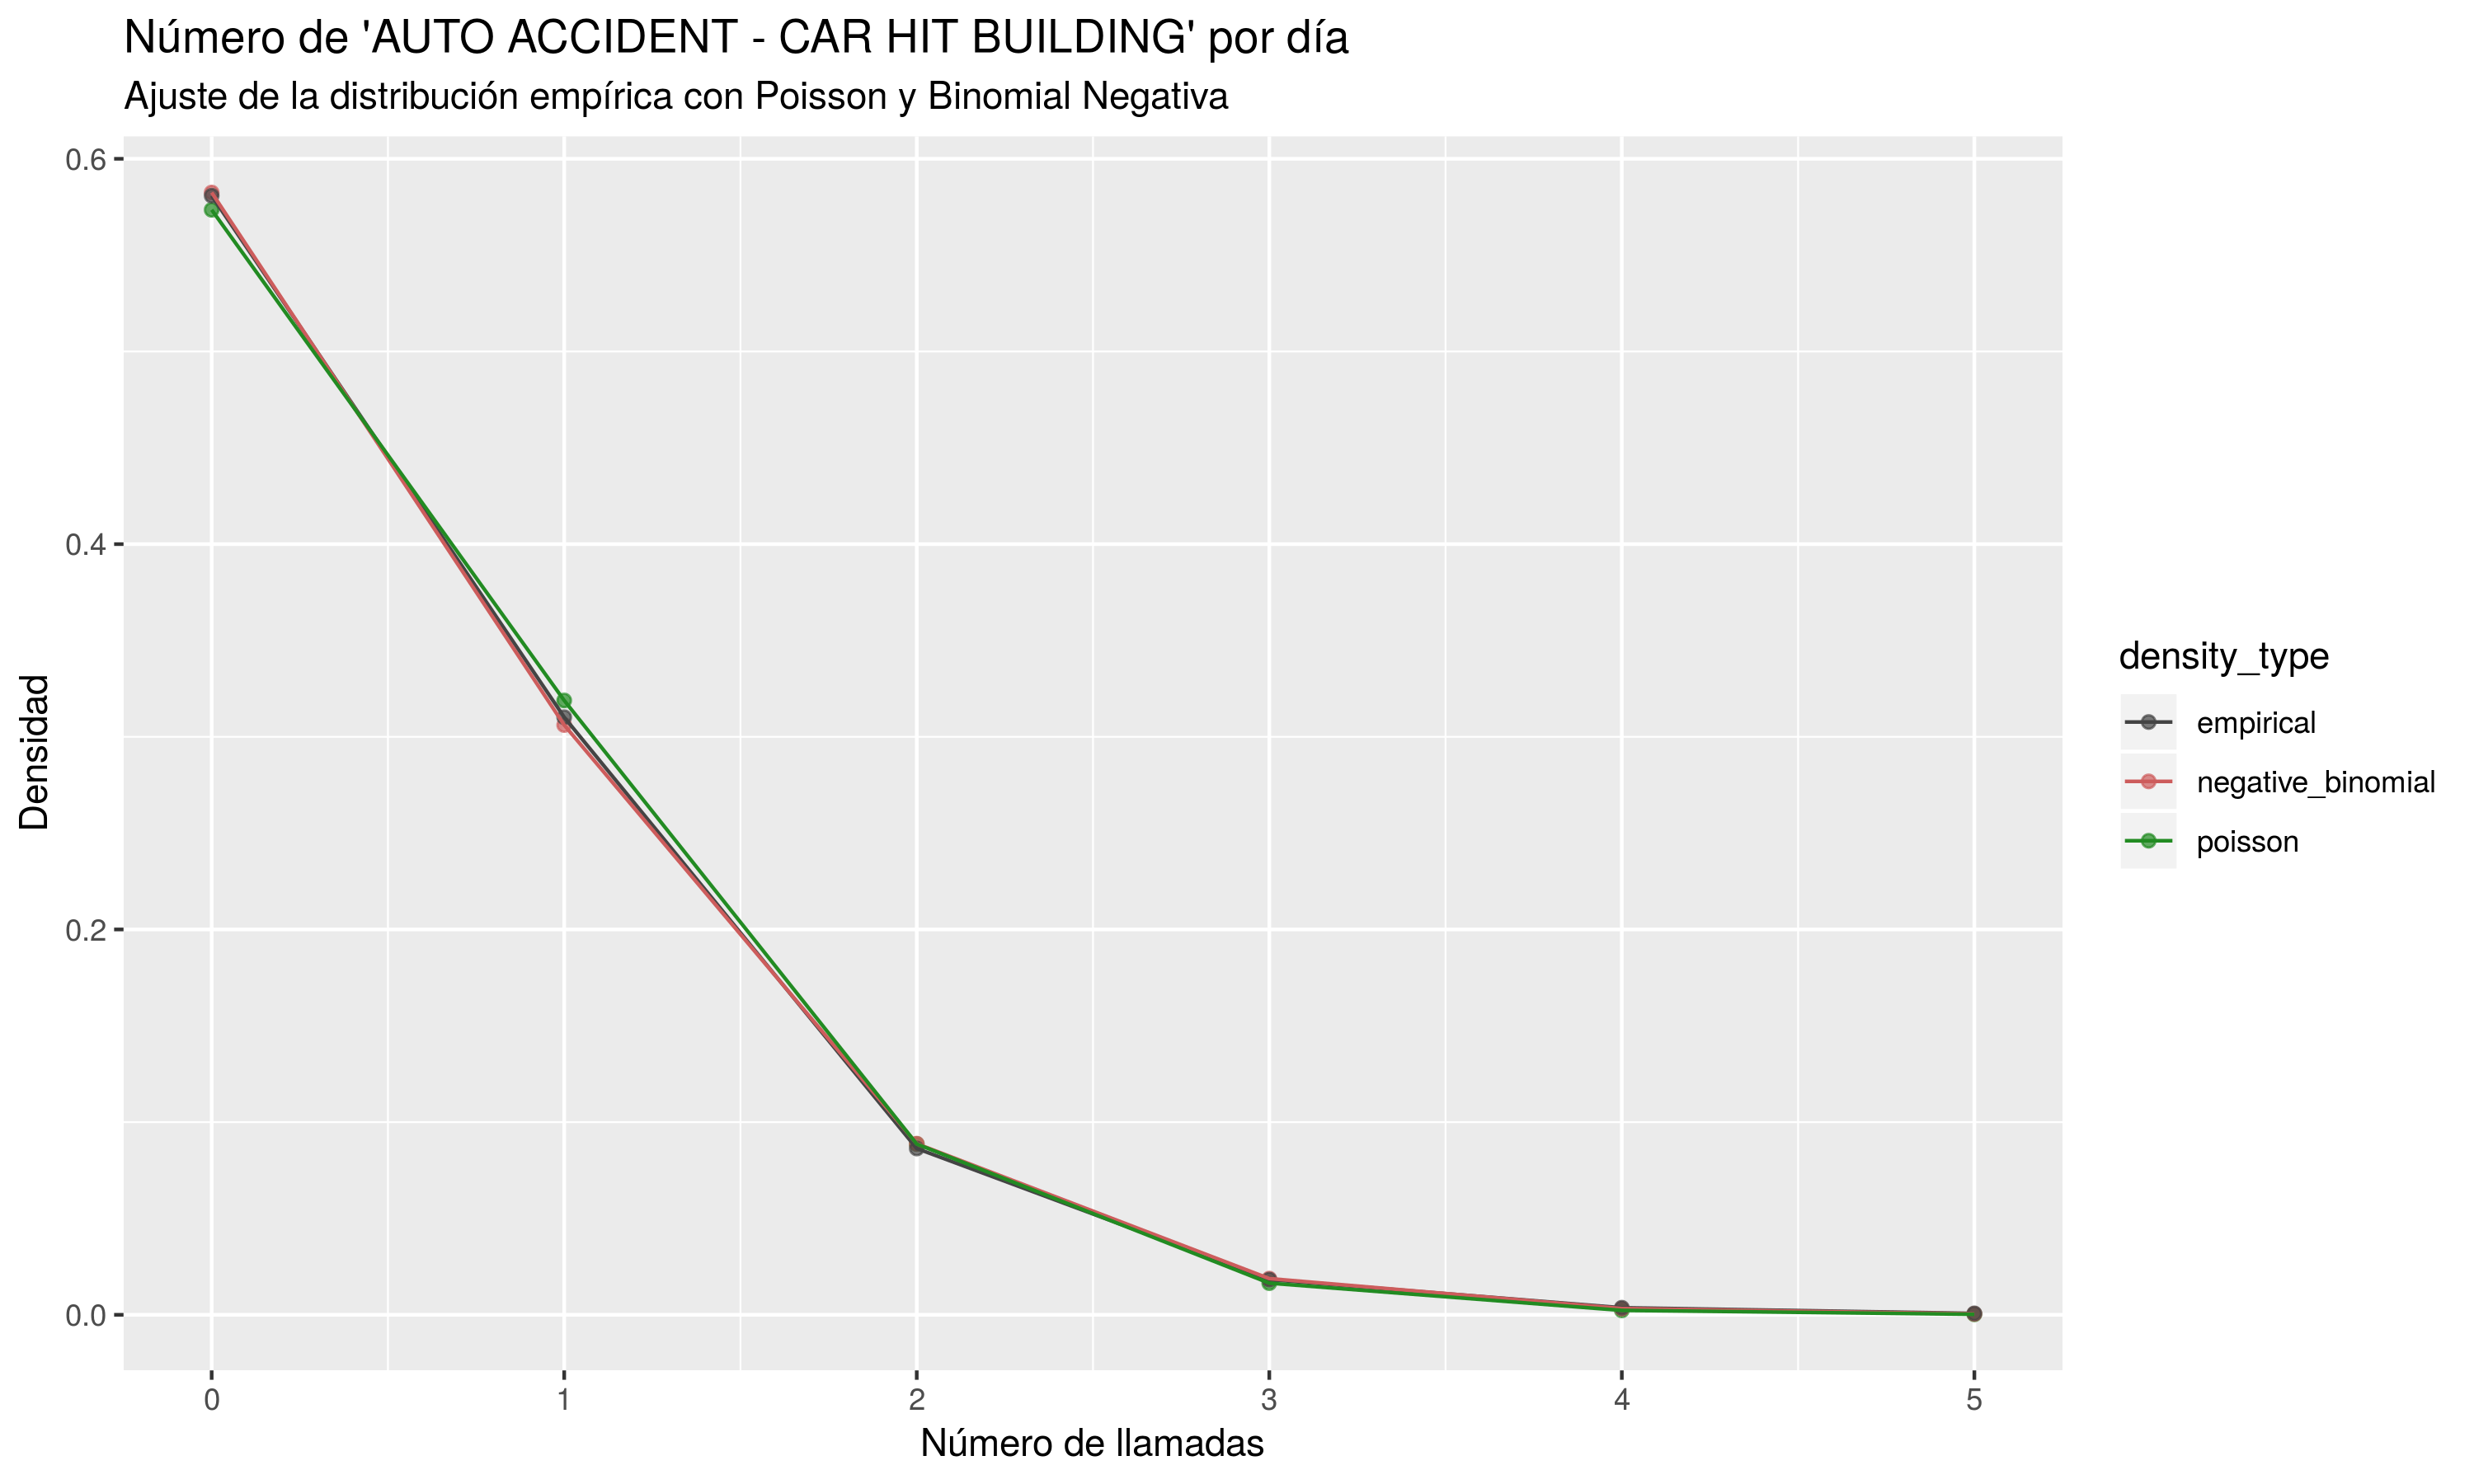 Número de 'AUTO ACCIDENT - CAR HIT BUILDING' por día
Ajuste de la distribución empírica con Poisson y Binomial Negativa
0.6
0.4
0.2
0.0
Densidad
0 1 2 3 4 5
Número de llamadas
density_type
empirical
negative_binomial
poisson